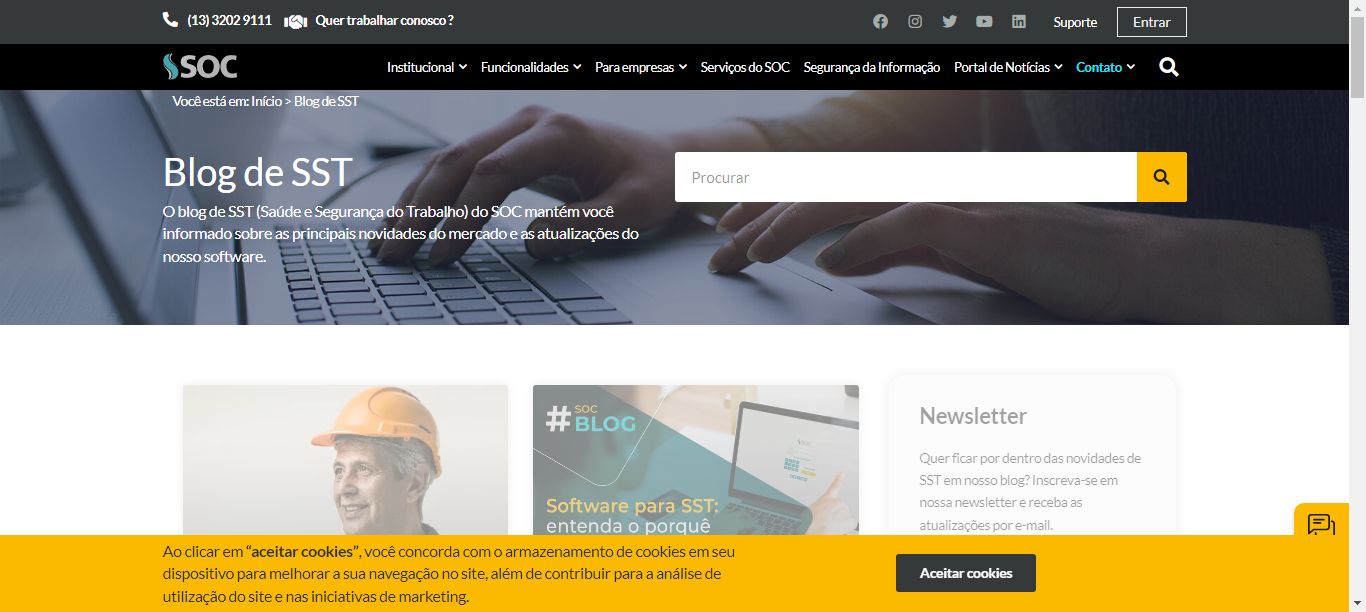 (13) 3202 9111 Quer trabalhar conosco ? Suporte Entrar
SOC Institucional Funcionalidades Para empresas Serviços do SOC Segurança da Informação Portal de Notícias Contato
Você está em: Início > Blog de SST
Blog de SST
Procurar
O blog de SST (Saúde e Segurança do Trabalho) do SOC mantém você
informado sobre as principais novidades do mercado e as atualizações do
nosso software.
# SOC
BLOG
Software para SST:
entenda o porquê
Newsletter
Quer ficar por dentro das novidades de
SST em nosso blog? Inscreva-se em
nossa newsletter e receba as
atualizações por e-mail.
Ao clicar em “aceitar cookies”, você concorda com o armazenamento de cookies em seu
dispositivo para melhorar a sua navegação no site, além de contribuir para a análise de
utilização do site e nas iniciativas de marketing.
Aceitar cookies